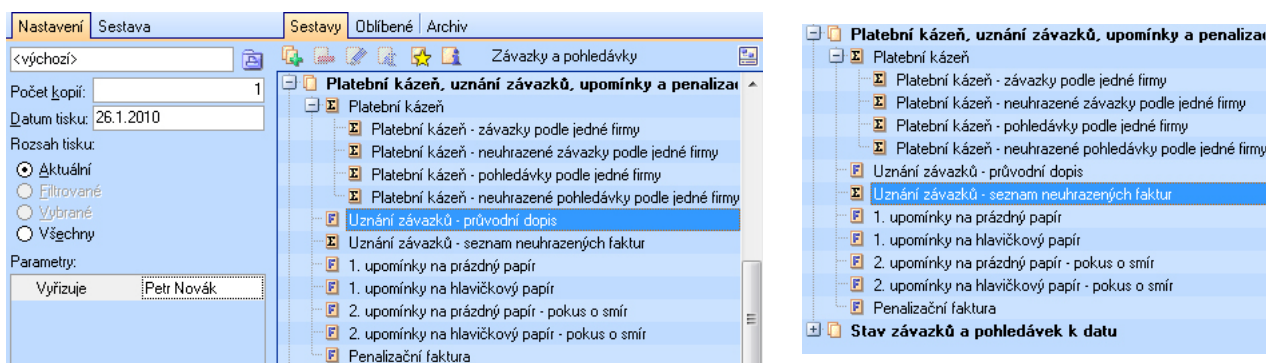 Nastavení Sestava
<výchozí>
Počet kopií: 1
Datum tisku: 26.1.2010
Rozsah tisku:
Aktuální
Filtrované
Vybrané
Všechny
Parametry:
Vyřizuje Petr Novák
Sestavy Oblíbené Archiv
Závazky a pohledávky
Platební kázeň, uznání závazků, upomínky a penaliza
Platební kázeň
Platební kázeň - závazky podle jedné firmy
Platební kázeň - neuhrazené závazky podle jedné firmy
Platební kázeň - pohledávky podle jedné firmy
Platební kázeň - neuhrazené pohledávky podle jedné firmy
Uznání závazků - průvodní dopis
Uznání závazků - seznam neuhrazených faktur
1. upomínky na prázdný papír
1. upomínky na hlavičkový papír
2. upomínky na prázdný papír - pokus o smír
2. upomínky na hlavičkový papír - pokus o smír
Penalizační faktura
Platební kázeň, uznání závazků, upomínky a penaliza
Platební kázeň
Platební kázeň - závazky podle jedné firmy
Platební kázeň - neuhrazené závazky podle jedné firmy
Platební kázeň - pohledávky podle jedné firmy
Platební kázeň - neuhrazené pohledávky podle jedné firmy
Uznání závazků - průvodní dopis
Uznání závazků - seznam neuhrazených faktur
1. upomínky na prázdný papír
1. upomínky na hlavičkový papír
2. upomínky na prázdný papír - pokus o smír
2. upomínky na hlavičkový papír - pokus o smír
Penalizační faktura
Stav závazků a pohledávek k datu